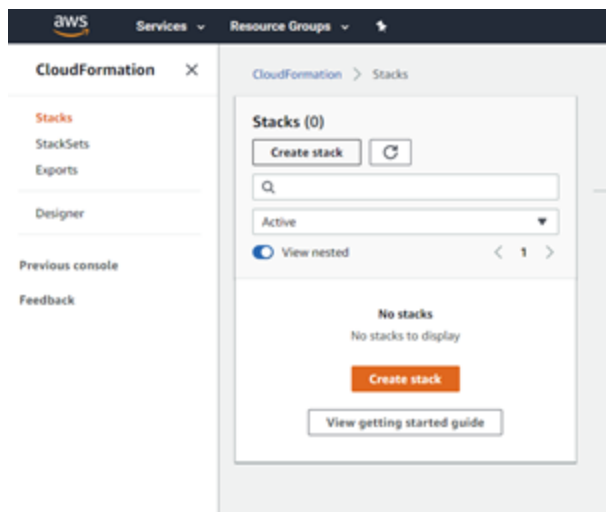 aws Services Resource Groups
CloudFormation
Stacks
StackSets
Exports
Designer
Previous console
Feedback
CloudFormation > Stacks
Stacks (0)
Create stack
Active
View nested
< 1 >
No stacks
No stacks to display
Create stack
View getting started guide